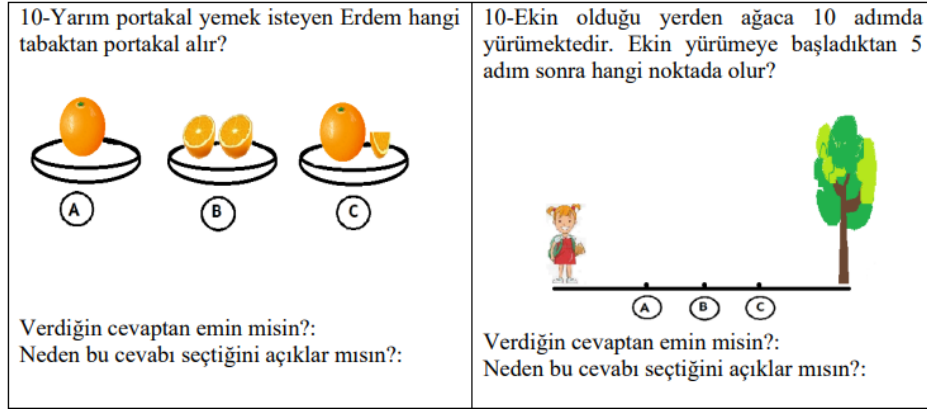 10-Yarım portakal yemek isteyen Erdem hangi
tabaktan portakal alır?
A
B
C
Verdiğin cevaptan emin misin?:
Neden bu cevabı seçtiğini açıklar mısın?:
10-Ekin olduğu yerden ağaca 10 adımda
yürümektedir. Ekin yürümeye başladıktan 5
adım sonra hangi noktada olur?
A
B
C
Verdiğin cevaptan emin misin?:
Neden bu cevabı seçtiğini açıklar mısın?: